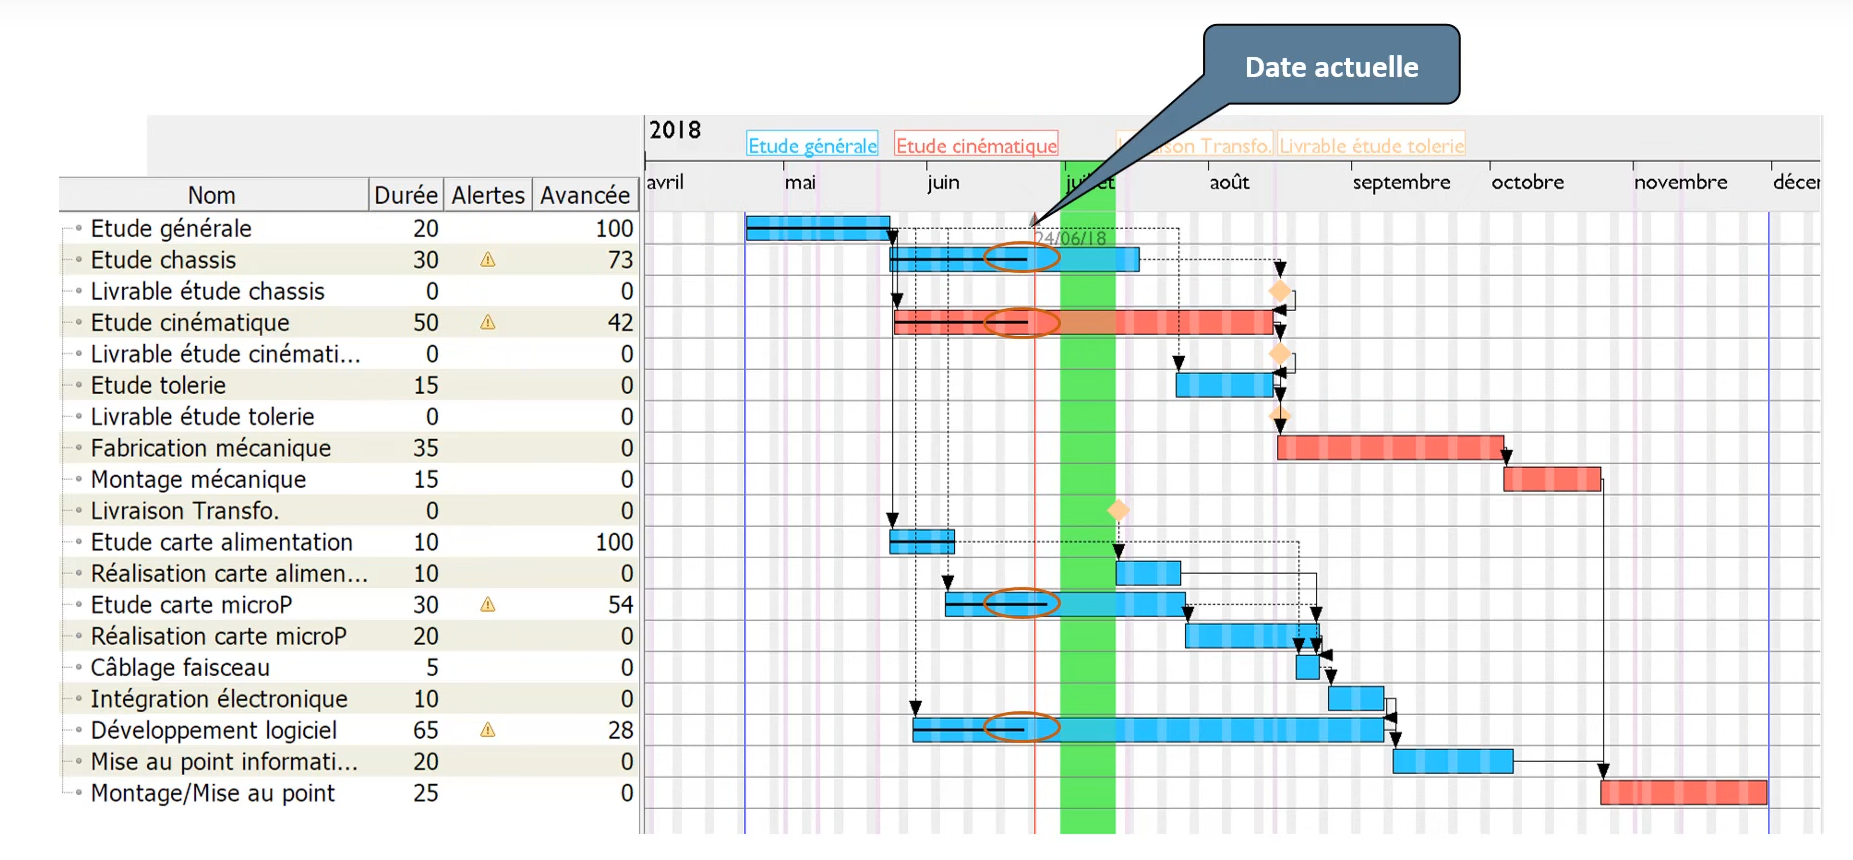 Date actuelle
2018
Etude générale Etude cinématique son Transfo. Livrable étude tolerie
avril mai juin juillet août septembre octobre novembre décer
Nom Durée Alertes Avancée
24/06/18
Etude générale 20 100
Etude chassis 30 73
Livrable étude chassis 0 0
Etude cinématique 50 42
Livrable étude cinémati... 0 0
Etude tolerie 15 0
Livrable étude tolerie 0 0
Fabrication mécanique 35 0
Montage mécanique 15 0
Livraison Transfo. 0 0
Etude carte alimentation 10 100
Réalisation carte alimen... 10 0
Etude carte microP 30 54
Réalisation carte microP 20 0
Câblage faisceau 5 0
Intégration électronique 10 0
Développement logiciel 65 28
Mise au point informati... 20 0
Montage/Mise au point 25 0